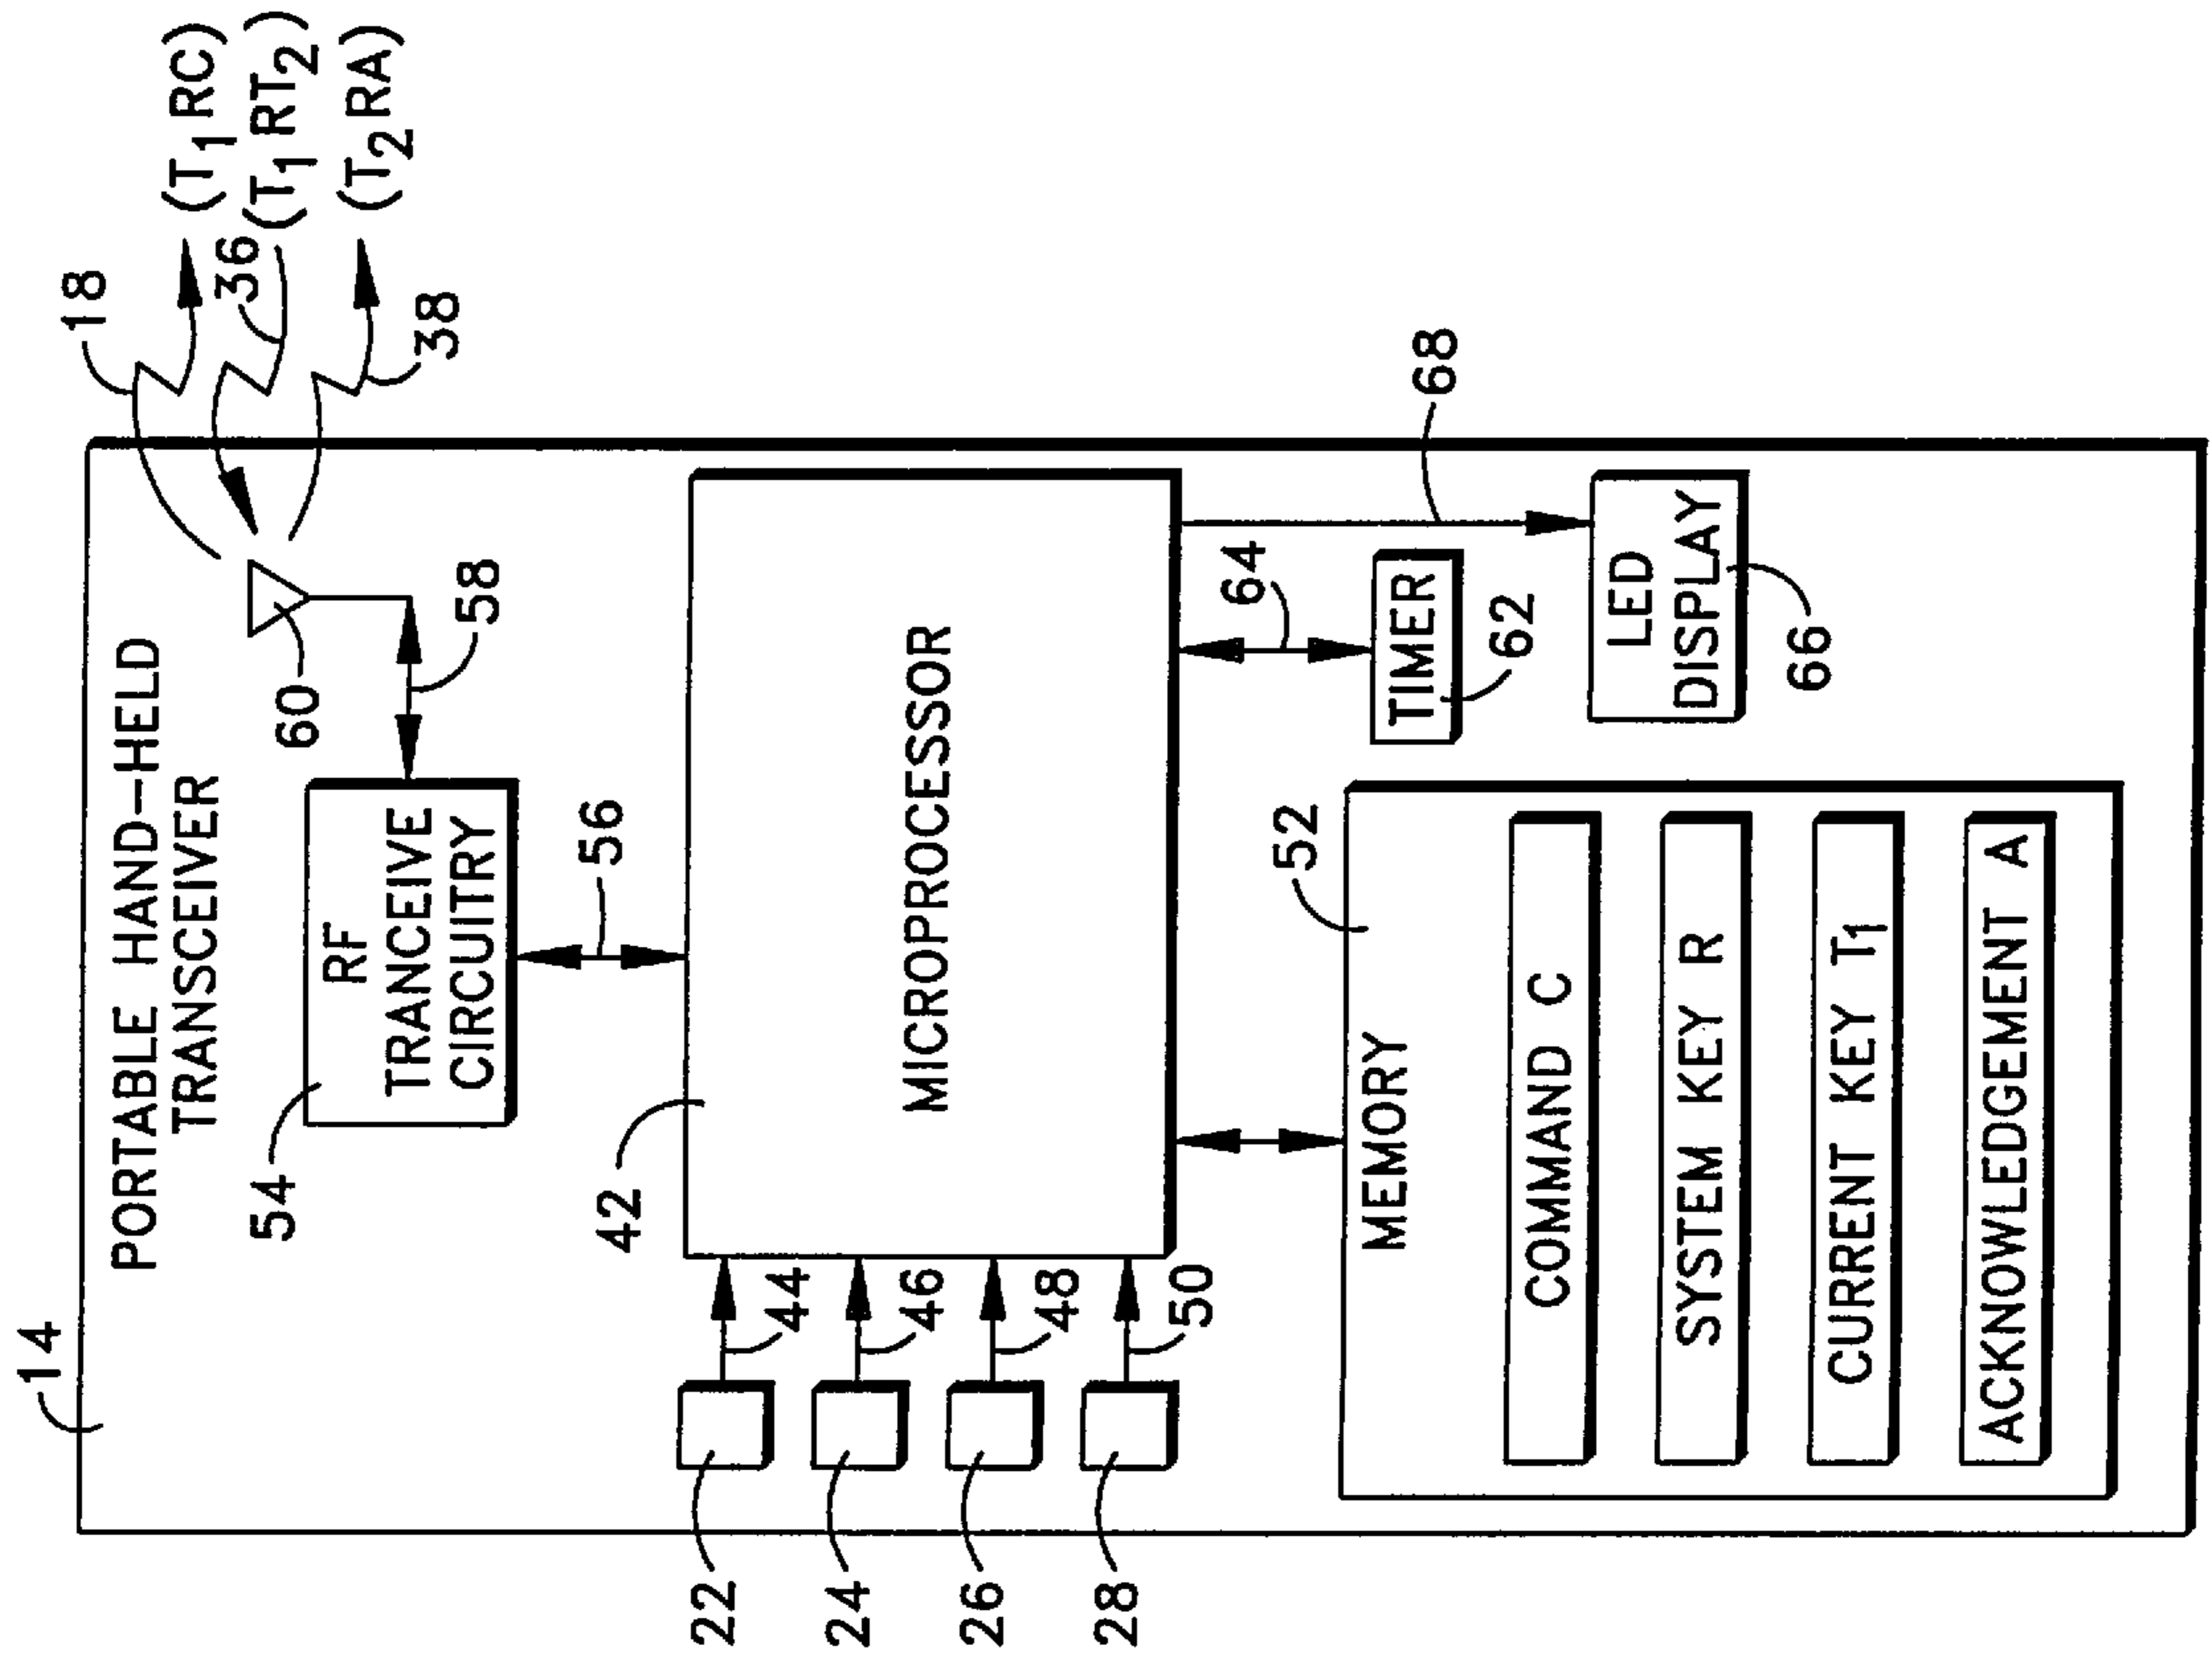 14
PORTABLE HAND-HELD
TRANSCEIVER
18
(T1RC)
36
(T1RT2)
(T2RA)
38
60
58
54
RF
TRANCEIVE
CIRCUITRY
56
42
MICROPROCESSOR
22
44
24
46
26
48
28
50
52
MEMORY
COMMAND C
SYSTEM KEY R
CURRENT KEY T1
ACKNOWLEDGEMENT A
64
TIMER
62
68
LED
DISPLAY
66